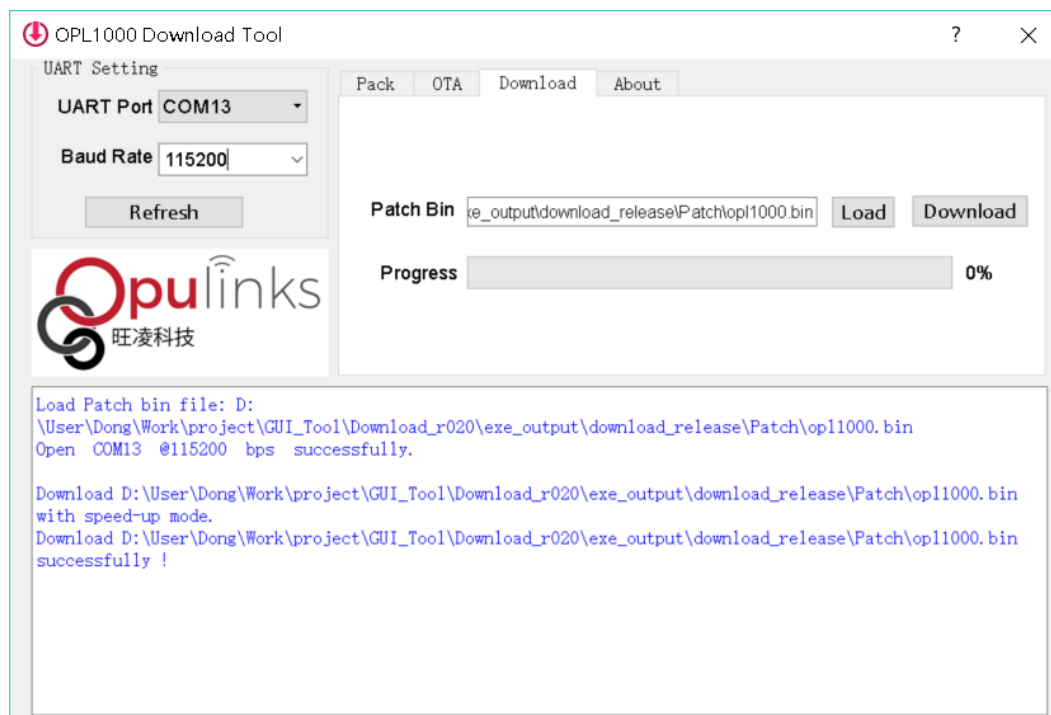 OPL1000 Download Tool
?
UART Setting
UART Port COM13
Baud Rate 115200
Refresh
Pack OTA Download About
Patch Bin xe_output\download_release\Patch\opl1000.bin Load Download
Progress 0%
Opulinks
旺凌科技
Load Patch bin file: D:
\User\Dong\Work\project\GUI_Tool\Download_r020\exe_output\download_release\Patch\opl1000.bin
Open COM13 @115200 bps successfully.
Download D:\User\Dong\Work\project\GUI_Tool\Download_r020\exe_output\download_release\Patch\opl1000.bin
with speed-up mode.
Download D:\User\Dong\Work\project\GUI_Tool\Download_r020\exe_output\download_release\Patch\opl1000.bin
successfully !